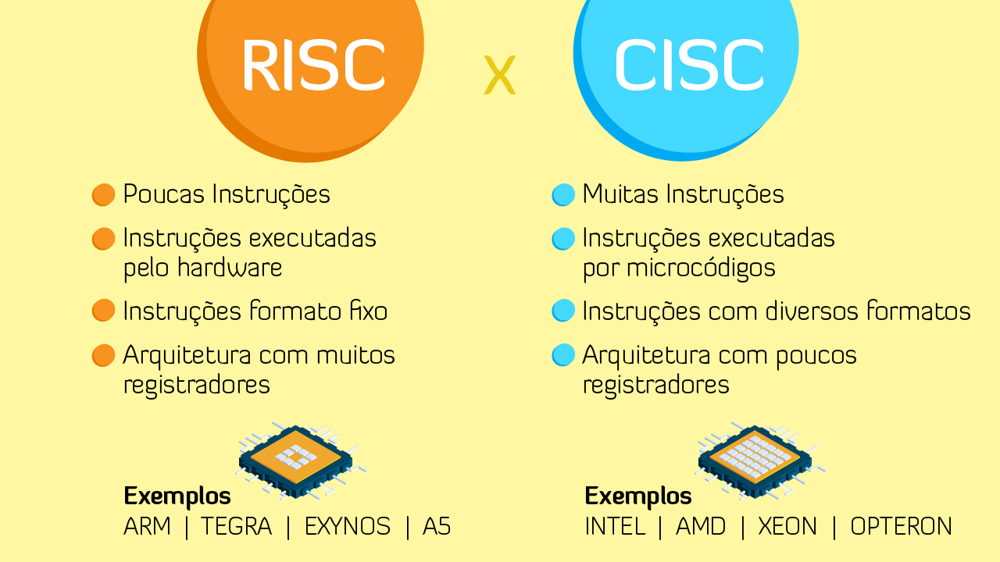 RISC
X
CISC
Poucas Instruções
Instruções executadas
pelo hardware
Instruções formato fixo
Arquitetura com muitos
registradores
Exemplos
ARM | TEGRA | EXYNOS | A5
Muitas Instruções
Instruções executadas
por microcódigos
Instruções com diversos formatos
Arquitetura com poucos
registradores
Exemplos
INTEL | AMD | XEON | OPTERON